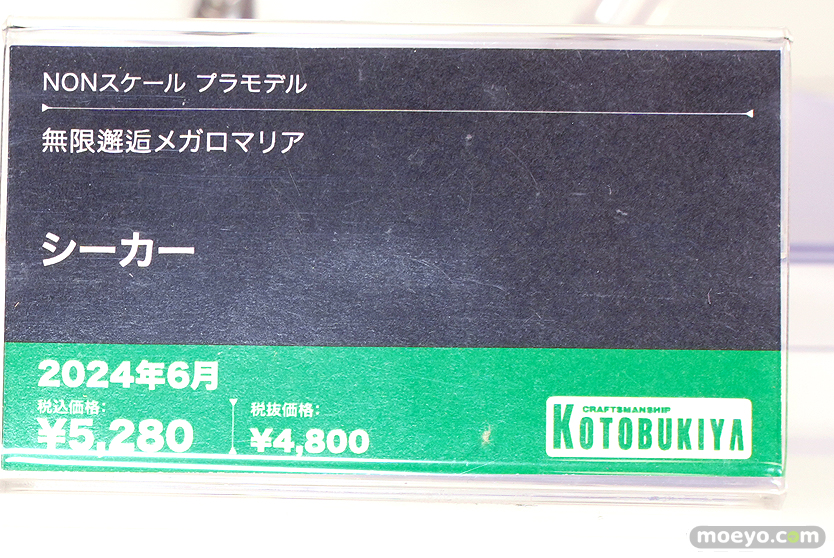 NONスケール プラモデル
無限邂逅メガロマリア
シーカー
2024年6月
税込価格: 税抜価格:
¥5,280 ¥4,800
CRAFTSMANSHIP
KOTOBUKIYA
moeyo.com